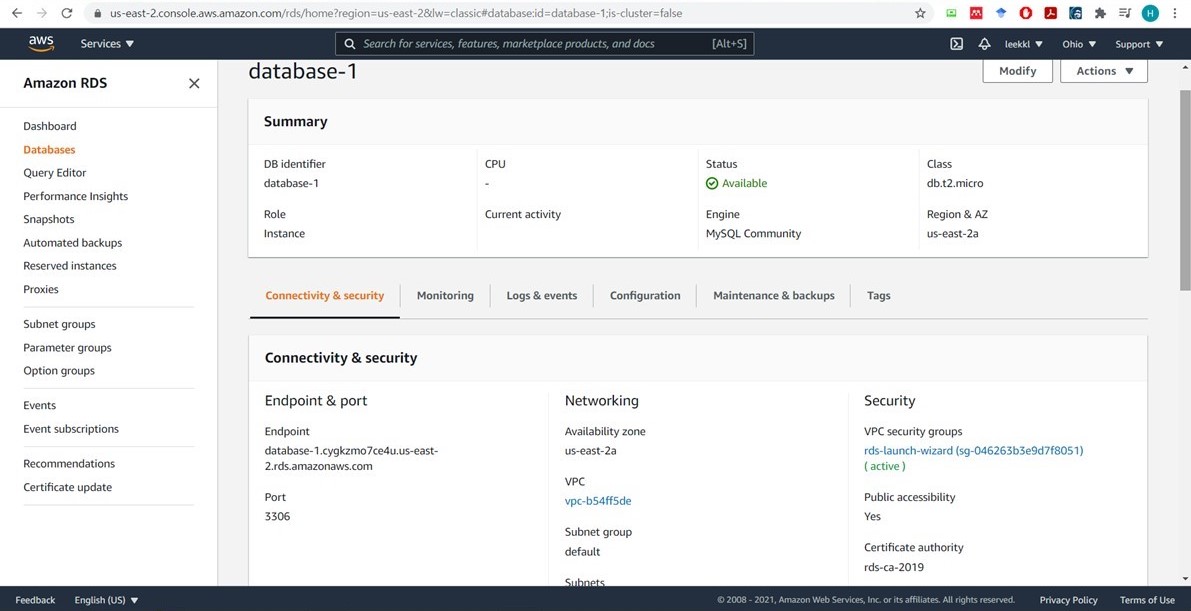 us-east-2.console.aws.amazon.com/rds/home?region=us-east-2&lw=classic#database:id=database-1;is-cluster=false
H
aws
Services
Search for services, features, marketplace products, and docs
[Alt+S]
leekkl
Ohio
Support
Amazon RDS
Dashboard
Databases
Query Editor
Performance Insights
Snapshots
Automated backups
Reserved instances
Proxies
Subnet groups
Parameter groups
Option groups
Events
Event subscriptions
Recommendations
Certificate update
database-1
Modify
Actions
Summary
DB identifier
database-1
CPU
-
Status
Available
Class
db.t2.micro
Role
Instance
Current activity
Engine
MySQL Community
Region & AZ
us-east-2a
Connectivity & security
Monitoring
Logs & events
Configuration
Maintenance & backups
Tags
Connectivity & security
Endpoint & port
Endpoint
database-1.cygkzmo7ce4u.us-east-
2.rds.amazonaws.com
Port
3306
Networking
Availability zone
us-east-2a
VPC
vpc-b54ff5de
Subnet group
default
Subnets
Security
VPC security groups
rds-launch-wizard (sg-046263b3e9d7f8051)
( active )
Public accessibility
Yes
Certificate authority
rds-ca-2019
Feedback
English (US)
© 2008 - 2021, Amazon Web Services, Inc. or its affiliates. All rights reserved.
Privacy Policy
Terms of Use